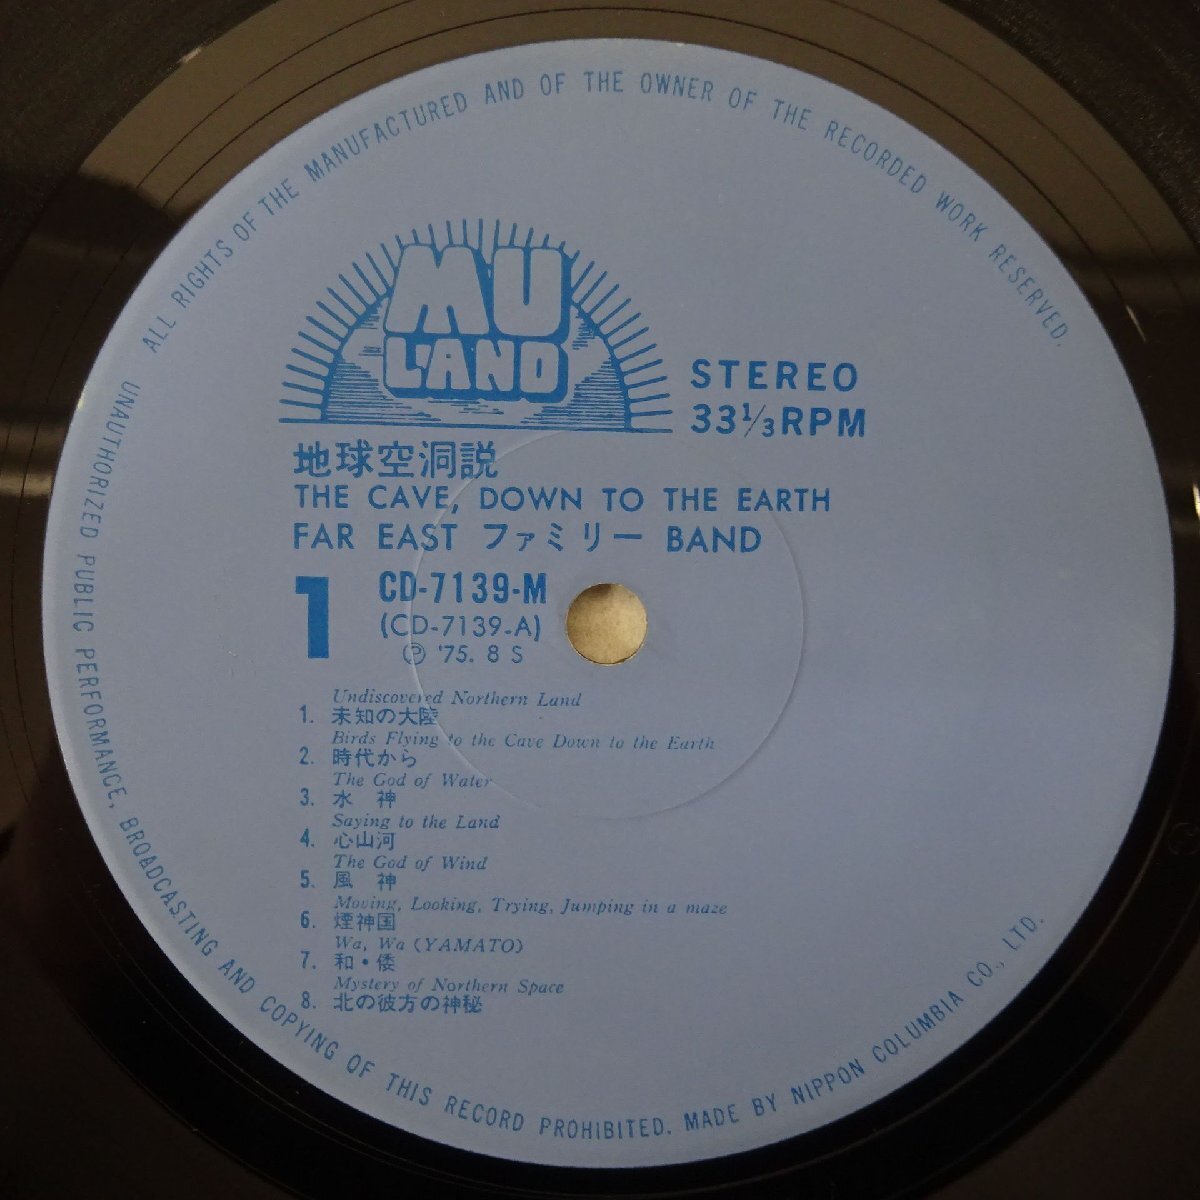 ALL RIGHTS OF THE MANUFACTURED AND OF THE OWNER OF THE RECORDED WORK RESERVED.
MU
LAND
STEREO
33⅓RPM
地球空洞説
THE CAVE, DOWN TO THE EARTH
FAR EAST ファミリー BAND
1
CD-7139-M
(CD-7139-A)
Ⓟ '75. 8 S
Undiscovered Northern Land
1. 未知の大陸
Birds Flying to the Cave Down to the Earth
2. 時代から
The God of Water
3. 水 神
Saying to the Land
4. 心山河
The God of Wind
5. 風 神
Moving, Looking, Trying, Jumping in a maze
6. 煙神国
Wa, Wa (YAMATO)
7. 和・倭
Mystery of Northern Space
8. 北の彼方の神秘
UNAUTHORIZED PUBLIC PERFORMANCE, BROADCASTING AND COPYING OF THIS RECORD PROHIBITED. MADE BY NIPPON COLUMBIA CO., LTD.